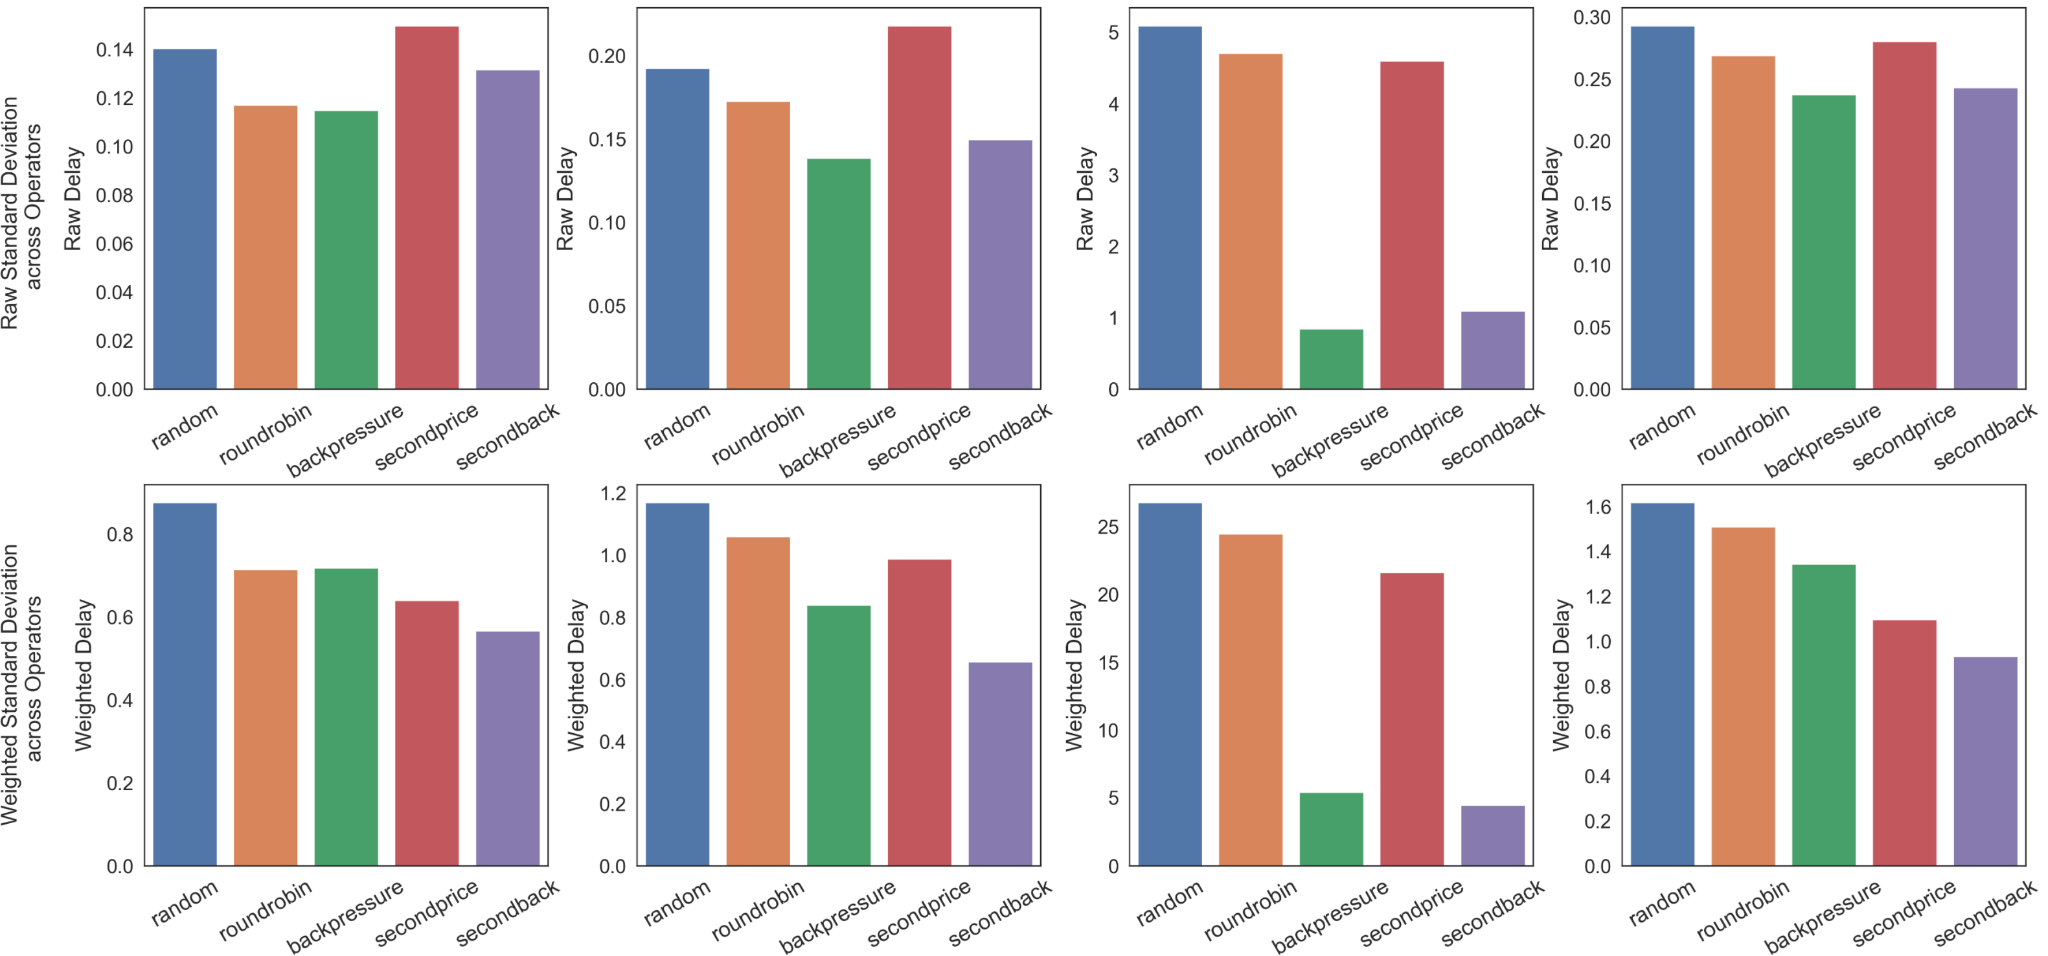 Raw Standard Deviation
across Operators
Raw Delay
0.14
0.12
0.10
0.08
0.06
0.04
0.02
0.00
random
roundrobin
backpressure
secondprice
secondback
Raw Delay
0.20
0.15
0.10
0.05
0.00
random
roundrobin
backpressure
secondprice
secondback
Raw Delay
5
4
3
2
1
0
random
roundrobin
backpressure
secondprice
secondback
Raw Delay
0.30
0.25
0.20
0.15
0.10
0.05
0.00
random
roundrobin
backpressure
secondprice
secondback
Weighted Standard Deviation
across Operators
Weighted Delay
0.8
0.6
0.4
0.2
0.0
random
roundrobin
backpressure
secondprice
secondback
Weighted Delay
1.2
1.0
0.8
0.6
0.4
0.2
0.0
random
roundrobin
backpressure
secondprice
secondback
Weighted Delay
25
20
15
10
5
0
random
roundrobin
backpressure
secondprice
secondback
Weighted Delay
1.6
1.4
1.2
1.0
0.8
0.6
0.4
0.2
0.0
random
roundrobin
backpressure
secondprice
secondback